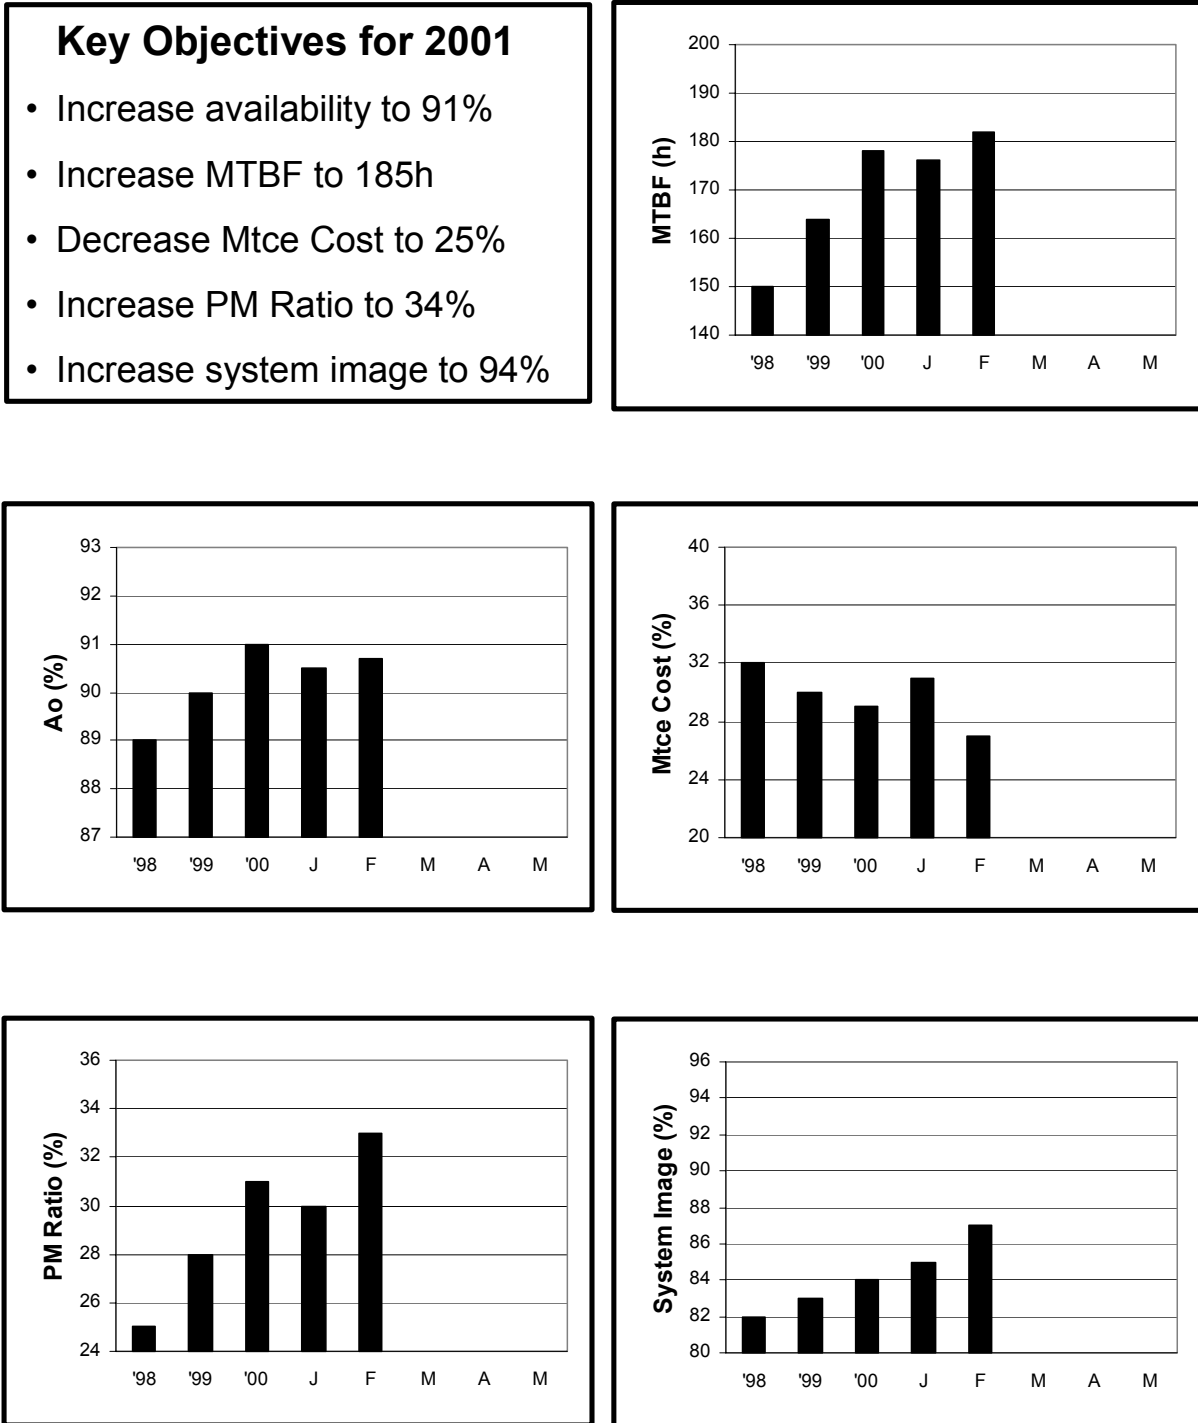 Key Objectives for 2001
• Increase availability to 91%
• Increase MTBF to 185h
• Decrease Mtce Cost to 25%
• Increase PM Ratio to 34%
• Increase system image to 94%
MTBF (h)
200
190
180
170
160
150
140
'98 '99 '00 J F M A M
Ao (%)
93
92
91
90
89
88
87
'98 '99 '00 J F M A M
Mtce Cost (%)
40
36
32
28
24
20
'98 '99 '00 J F M A M
PM Ratio (%)
36
34
32
30
28
26
24
'98 '99 '00 J F M A M
System Image (%)
96
94
92
90
88
86
84
82
80
'98 '99 '00 J F M A M